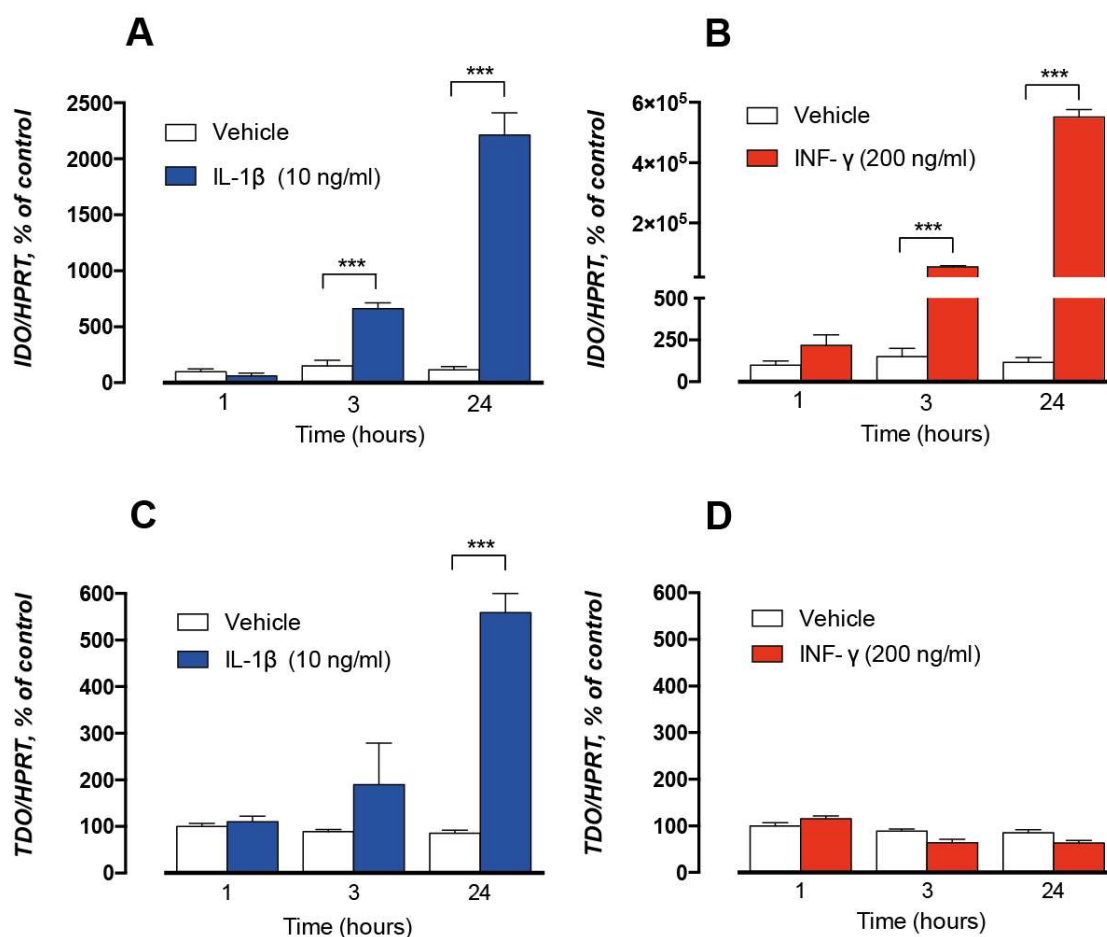 A
IDO/HPRT, % of control
2500
2000
1500
1000
500
0
Vehicle
IL-1β (10 ng/ml)
***
***
1 3 24
Time (hours)
B
IDO/HPRT, % of control
6×10⁵
4×10⁵
2×10⁵
500
250
0
Vehicle
INF- γ (200 ng/ml)
***
***
1 3 24
Time (hours)
C
TDO/HPRT, % of control
600
500
400
300
200
100
0
Vehicle
IL-1β (10 ng/ml)
***
1 3 24
Time (hours)
D
TDO/HPRT, % of control
600
500
400
300
200
100
0
Vehicle
INF- γ (200 ng/ml)
1 3 24
Time (hours)